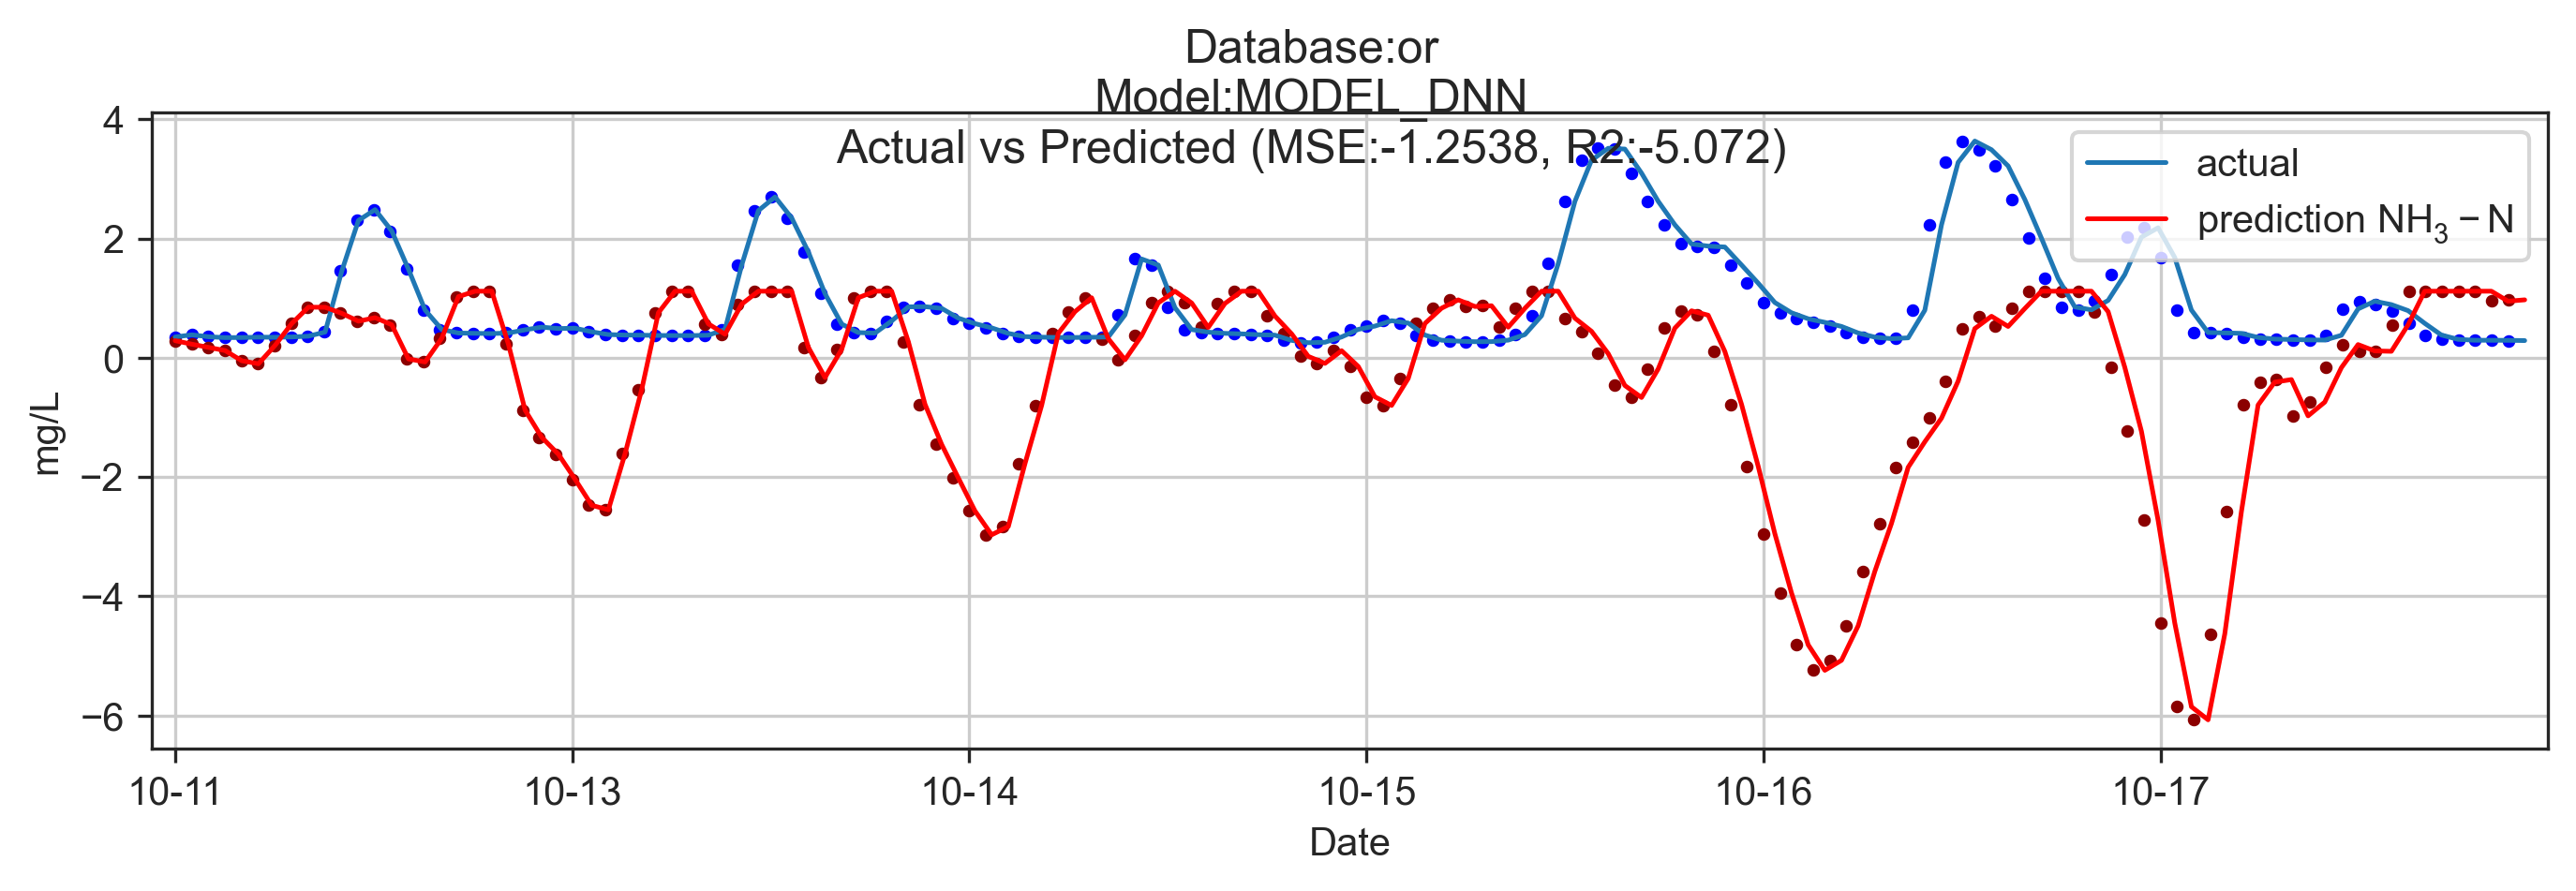 Database:or
Model:MODEL_DNN
Actual vs Predicted (MSE:-1.2538, R2:-5.072)
actual
prediction NH₃ − N
4
2
0
−2
−4
−6
mg/L
10-11 10-13 10-14 10-15 10-16 10-17
Date